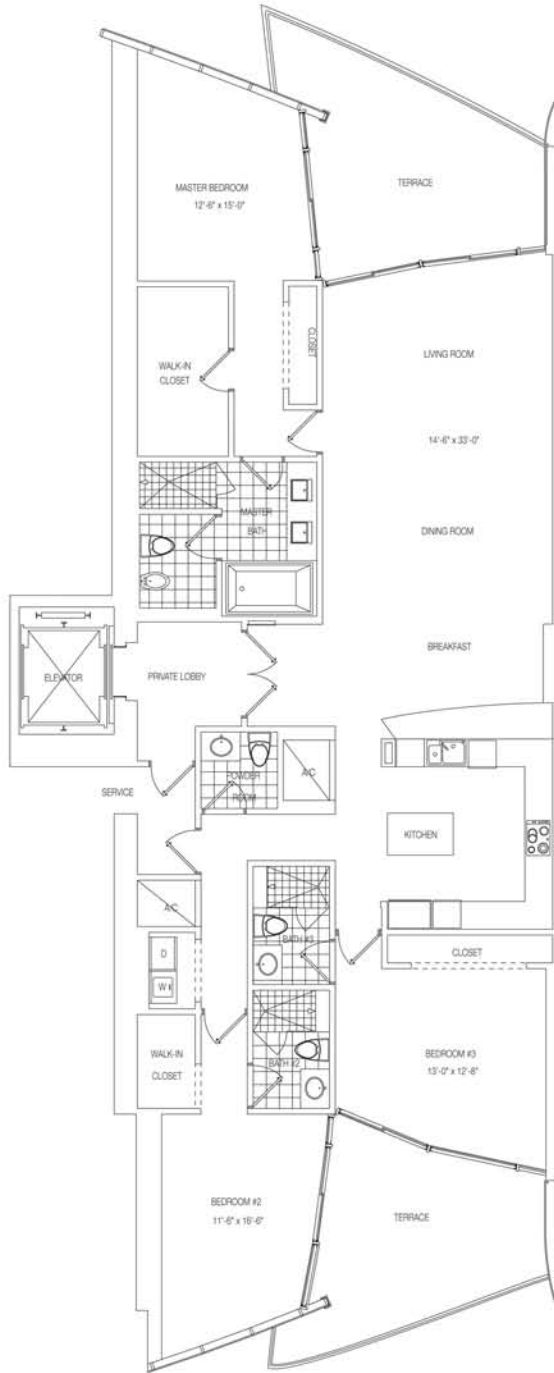 MASTER BEDROOM
12'-6" x 15'-0"
TERRACE
LIVING ROOM
CLOSET
WALK-IN
CLOSET
14'-6" x 33'-0"
MASTER
BATH
DINING ROOM
BREAKFAST
ELEVATOR
PRIVATE LOBBY
A/C
POWDER
ROOM
SERVICE
KITCHEN
A/C
BATH #3
D
CLOSET
W
WALK-IN
CLOSET
BATH #2
BEDROOM #3
13'-0" x 12'-6"
BEDROOM #2
11'-6" x 16'-6"
TERRACE